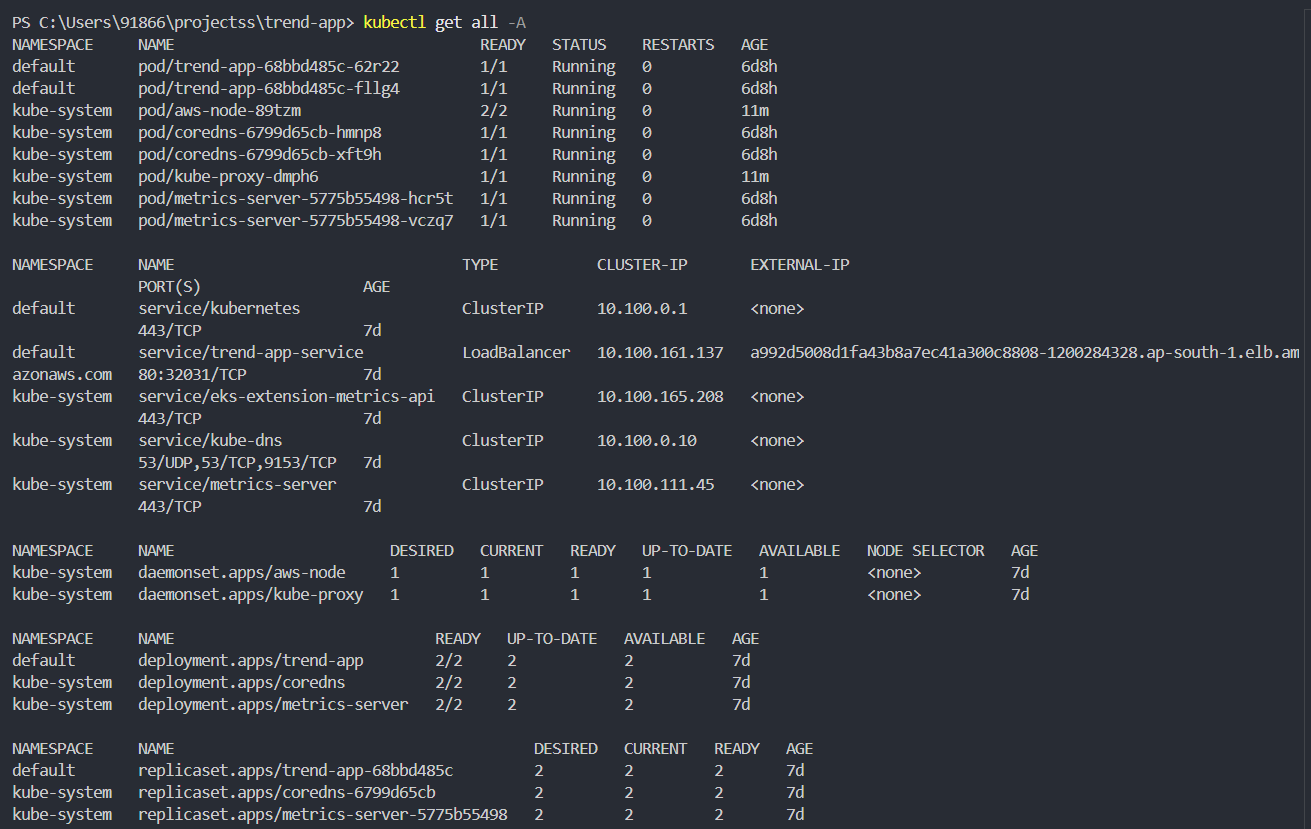 PS C:\Users\91866\projectss\trend-app> kubectl get all -A
NAMESPACE     NAME                                  READY   STATUS    RESTARTS   AGE
default       pod/trend-app-68bbd485c-62r22         1/1     Running   0          6d8h
default       pod/trend-app-68bbd485c-fllg4         1/1     Running   0          6d8h
kube-system   pod/aws-node-89tzm                    2/2     Running   0          11m
kube-system   pod/coredns-6799d65cb-hmnp8           1/1     Running   0          6d8h
kube-system   pod/coredns-6799d65cb-xft9h           1/1     Running   0          6d8h
kube-system   pod/kube-proxy-dmph6                  1/1     Running   0          11m
kube-system   pod/metrics-server-5775b55498-hcr5t   1/1     Running   0          6d8h
kube-system   pod/metrics-server-5775b55498-vczq7   1/1     Running   0          6d8h
NAMESPACE     NAME                                TYPE           CLUSTER-IP       EXTERNAL-IP
              PORT(S)                  AGE
default       service/kubernetes                  ClusterIP      10.100.0.1       <none>
              443/TCP                  7d
default       service/trend-app-service           LoadBalancer   10.100.161.137   a992d5008d1fa43b8a7ec41a300c8808-1200284328.ap-south-1.elb.am
azonaws.com   80:32031/TCP             7d
kube-system   service/eks-extension-metrics-api   ClusterIP      10.100.165.208   <none>
              443/TCP                  7d
kube-system   service/kube-dns                    ClusterIP      10.100.0.10      <none>
              53/UDP,53/TCP,9153/TCP   7d
kube-system   service/metrics-server              ClusterIP      10.100.111.45    <none>
              443/TCP                  7d
NAMESPACE     NAME                        DESIRED   CURRENT   READY   UP-TO-DATE   AVAILABLE   NODE SELECTOR   AGE
kube-system   daemonset.apps/aws-node     1         1         1       1            1           <none>          7d
kube-system   daemonset.apps/kube-proxy   1         1         1       1            1           <none>          7d
NAMESPACE     NAME                             READY   UP-TO-DATE   AVAILABLE   AGE
default       deployment.apps/trend-app        2/2     2            2           7d
kube-system   deployment.apps/coredns          2/2     2            2           7d
kube-system   deployment.apps/metrics-server   2/2     2            2           7d
NAMESPACE     NAME                                        DESIRED   CURRENT   READY   AGE
default       replicaset.apps/trend-app-68bbd485c         2         2         2       7d
kube-system   replicaset.apps/coredns-6799d65cb           2         2         2       7d
kube-system   replicaset.apps/metrics-server-5775b55498   2         2         2       7d